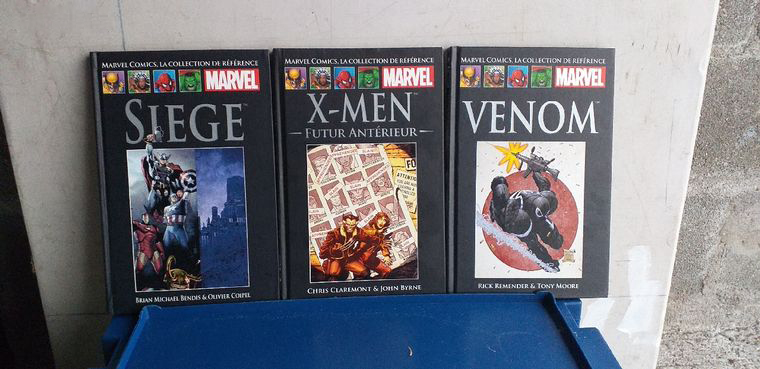 MARVEL COMICS, LA COLLECTION DE RÉFÉRENCE
MARVEL
SIEGE
BRIAN MICHAEL BENDIS & OLIVIER COIPEL
MARVEL COMICS, LA COLLECTION DE RÉFÉRENCE
MARVEL
X-MEN
FUTUR ANTÉRIEUR
SLAIN
ATTENTION
CHRIS CLAREMONT & JOHN BYRNE
MARVEL COMICS, LA COLLECTION DE RÉFÉRENCE
MARVEL
VENOM
RICK REMENDER & TONY MOORE